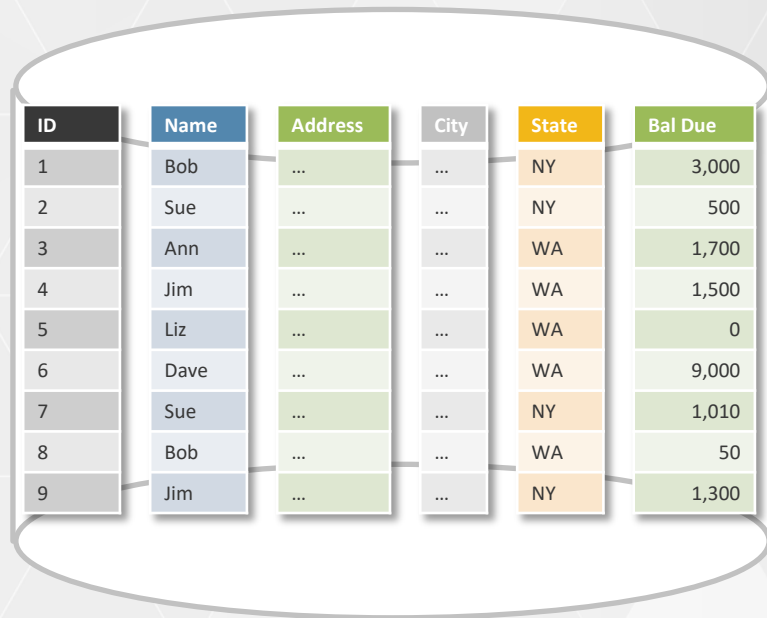 ID Name Address City State Bal Due
1 Bob ... ... NY 3,000
2 Sue ... ... NY 500
3 Ann ... ... WA 1,700
4 Jim ... ... WA 1,500
5 Liz ... ... WA 0
6 Dave ... ... WA 9,000
7 Sue ... ... NY 1,010
8 Bob ... ... WA 50
9 Jim ... ... NY 1,300